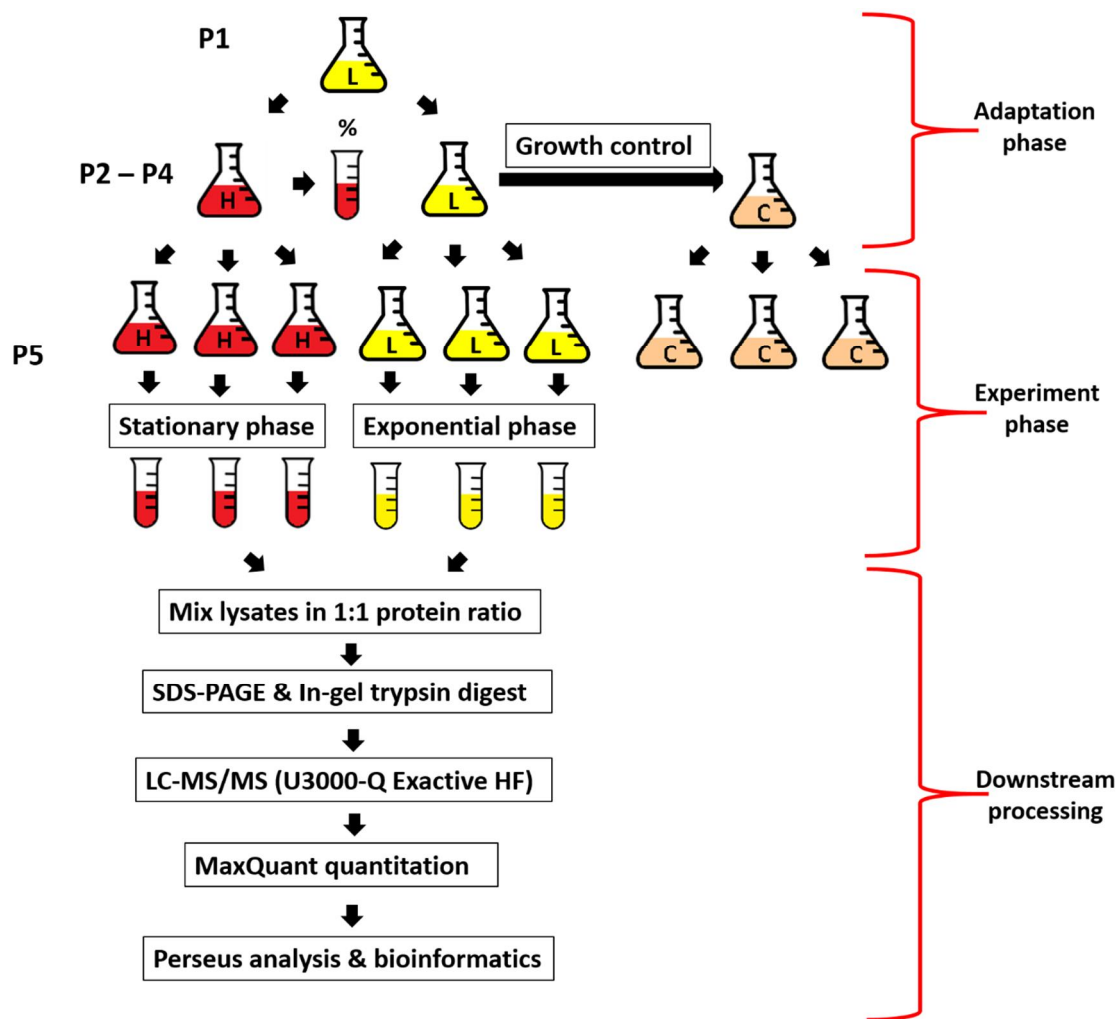 P1
L
Adaptation
phase
%
Growth control
P2 – P4
H
L
C
H H H L L L C C C
P5
Experiment
phase
Stationary phase
Exponential phase
Mix lysates in 1:1 protein ratio
SDS-PAGE & In-gel trypsin digest
LC-MS/MS (U3000-Q Exactive HF)
Downstream
processing
MaxQuant quantitation
Perseus analysis & bioinformatics